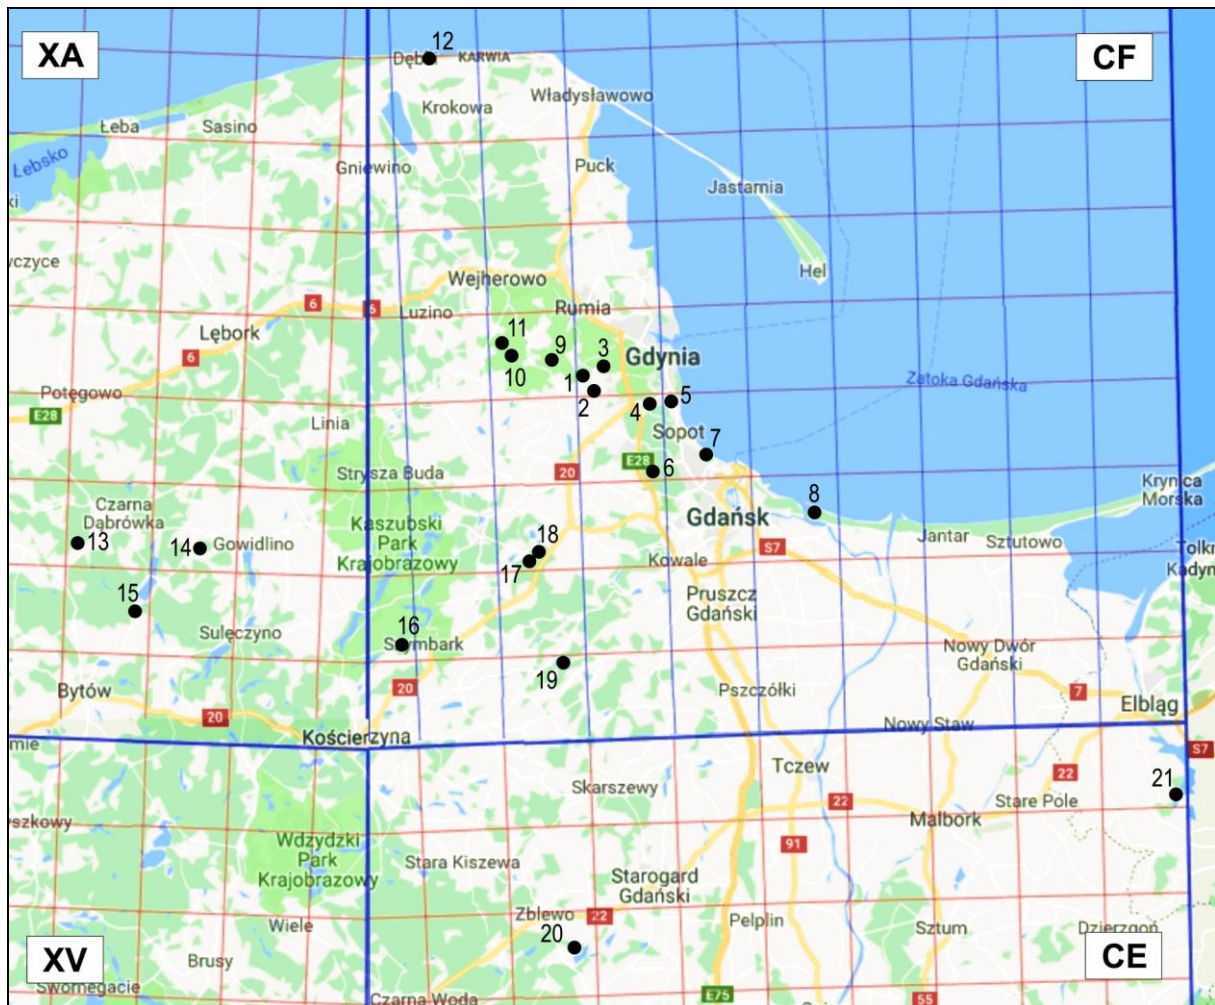 XA
12
Dębki
KARWIA
CF
Władysławowo
Krokowa
Łeba
Sasino
Łebsko
Gniewino
Puck
Jastarnia
Hel
Wejherowo
6
6
Luzino
Rumia
Lębork
11
9
3
Gdynia
6
10
1
Zatoka Gdańska
Potęgowo
2
4
5
E28
Linia
Sopot
7
Strysza Buda
20
E28
6
Krynica
Morska
8
Czarna
Dąbrówka
Kaszubski
Park
Krajobrazowy
18
Gdańsk
13
14
Gowidlino
Jantar
Sztutowo
17
Kowale
S7
15
Pruszcz
Gdański
Sulęczyno
16
Szymbark
Nowy Dwór
Gdański
19
20
Bytów
Pszczółki
7
Elbląg
20
Kościerzyna
Nowy Staw
S7
Tczew
Skarszewy
22
21
22
Stare Pole
Malbork
Wdzydzki
Park
Krajobrazowy
91
Stara Kiszewa
Starogard
Gdański
Zblewo
22
Pelplin
Wiele
Sztum
Dzierzgoń
20
XV
Brusy
CE
Swornegacie
Czarna Woda
E75
55